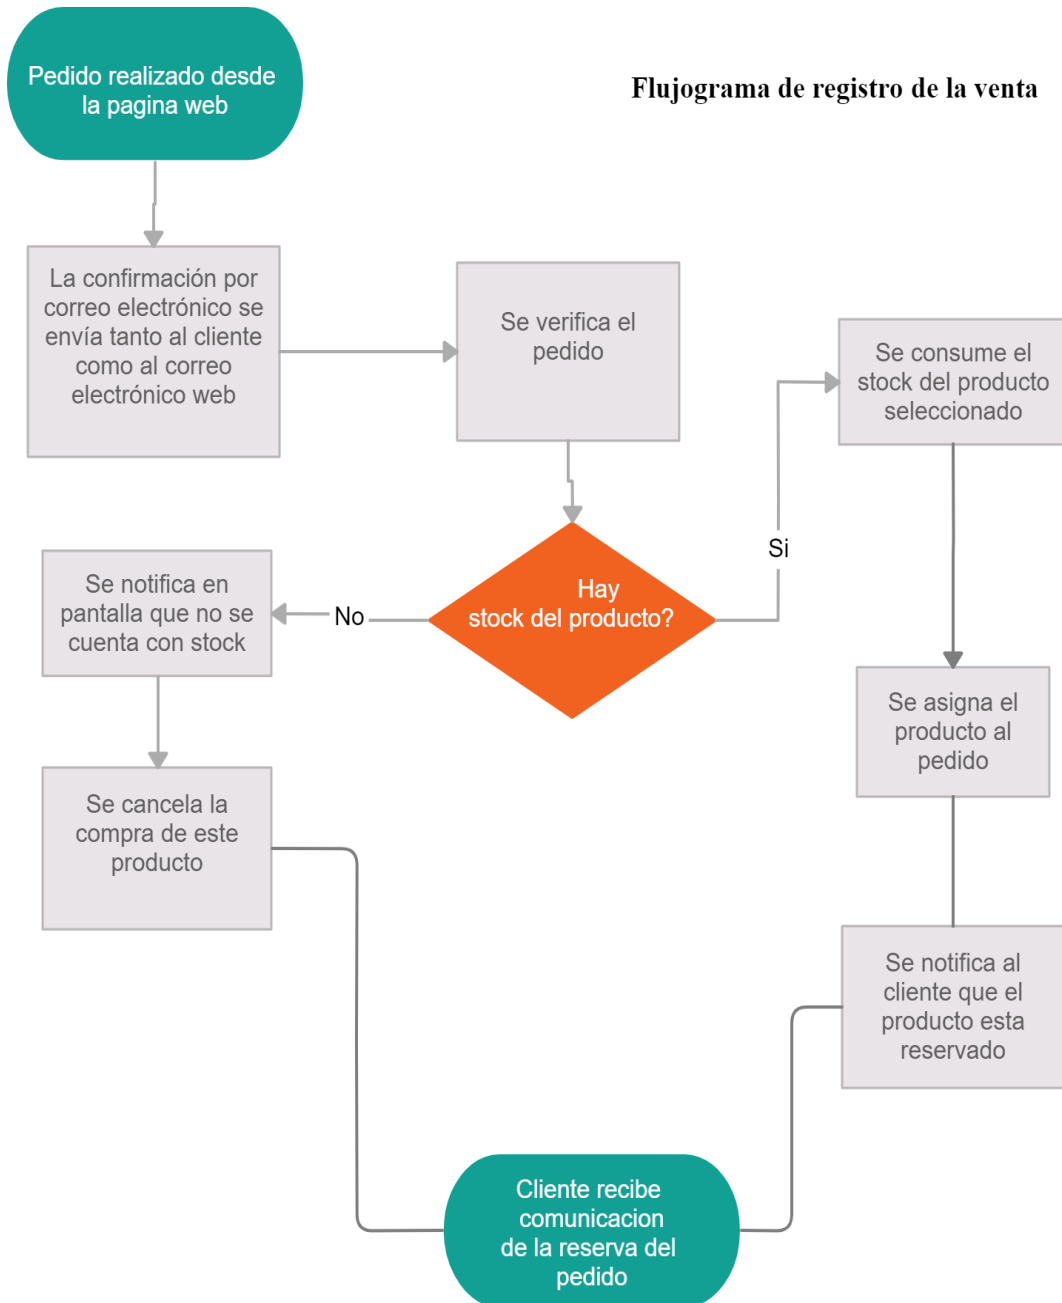 Pedido realizado desde
la pagina web
Flujograma de registro de la venta
La confirmación por
correo electrónico se
envía tanto al cliente
como al correo
electrónico web
Se verifica el
pedido
Se consume el
stock del producto
seleccionado
Hay
stock del producto?
Si
No
Se notifica en
pantalla que no se
cuenta con stock
Se asigna el
producto al
pedido
Se cancela la
compra de este
producto
Se notifica al
cliente que el
producto esta
reservado
Cliente recibe
comunicacion
de la reserva del
pedido